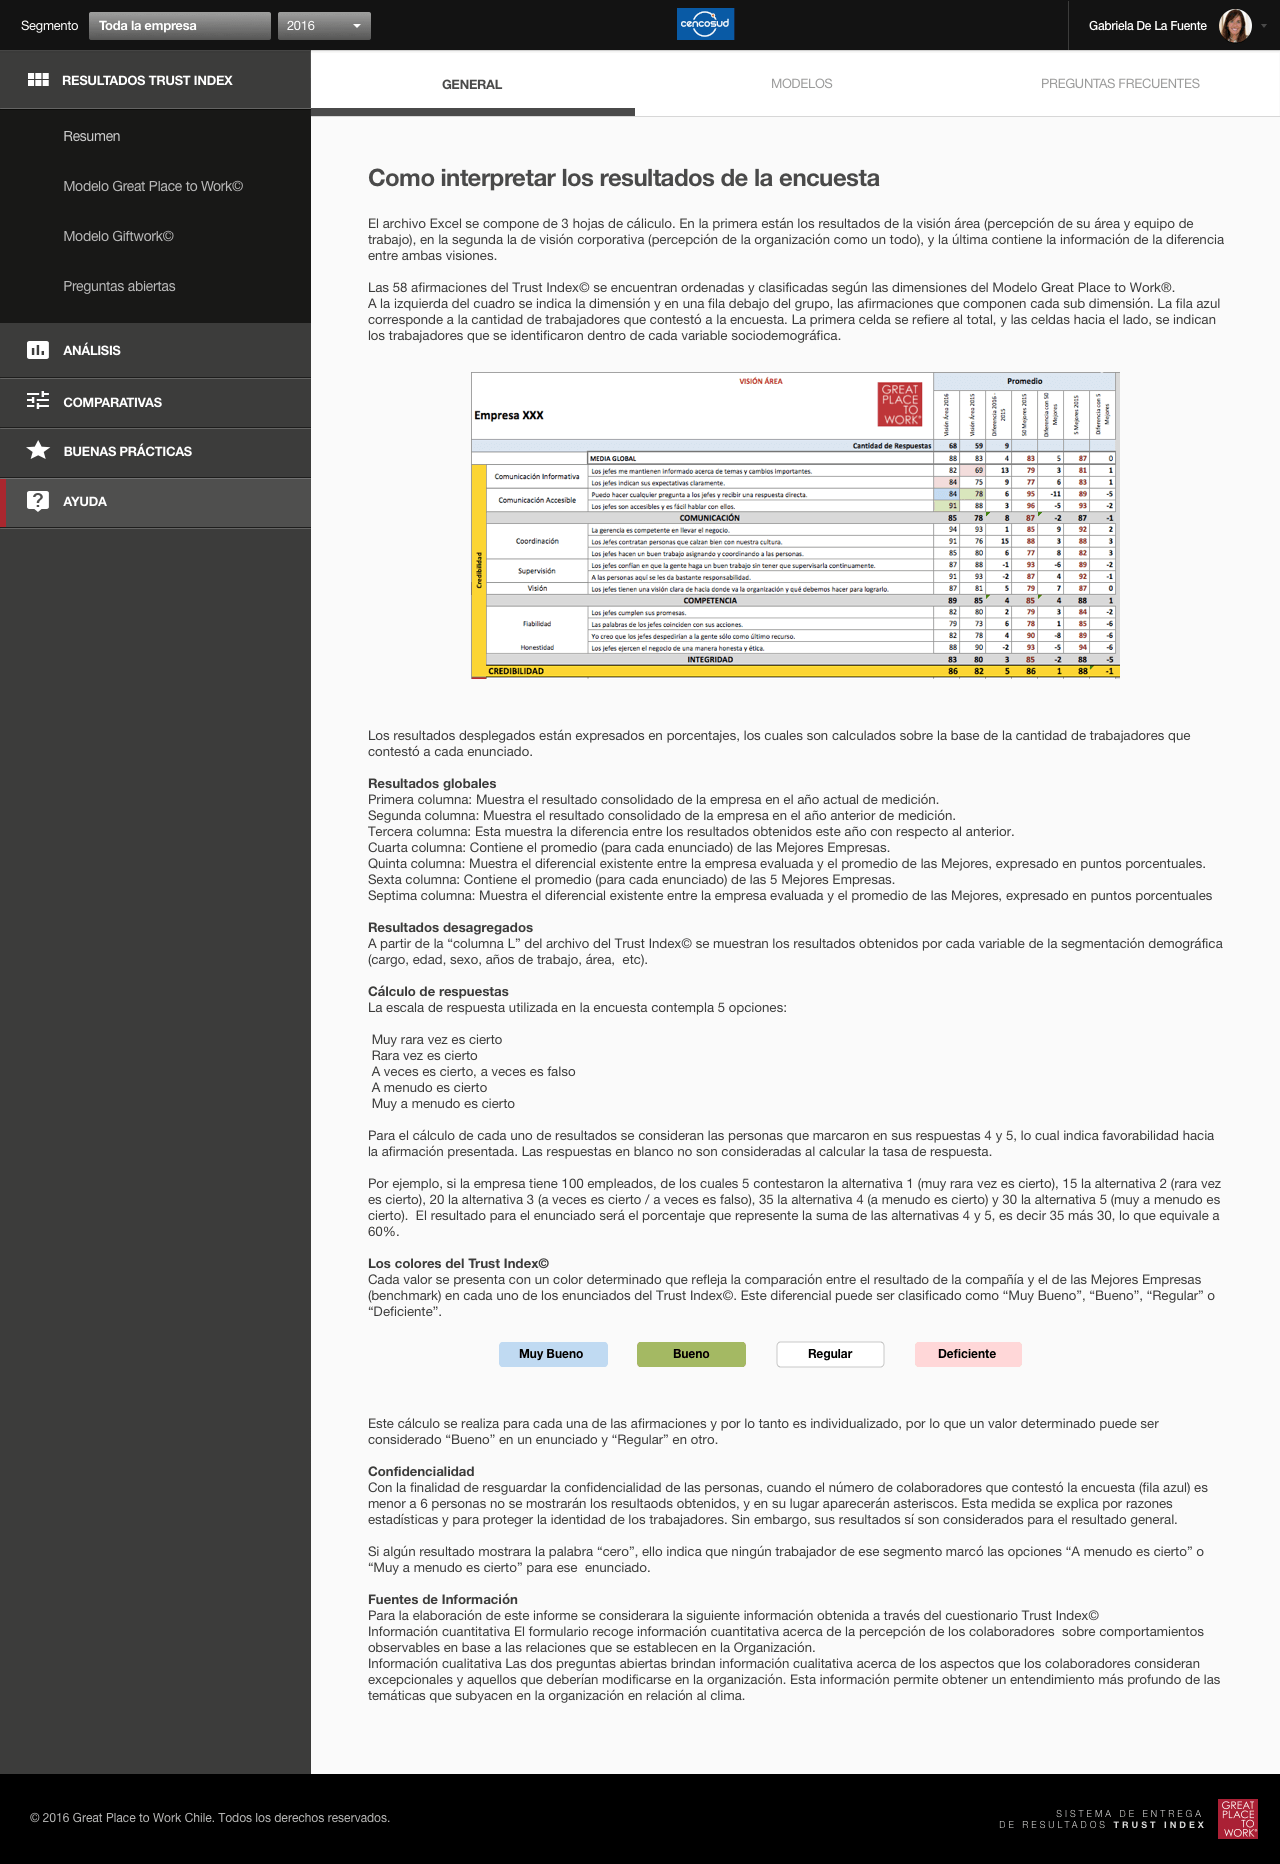 Segmento
Toda la empresa
2016
cencosud
Gabriela De La Fuente
RESULTADOS TRUST INDEX
Resumen
Modelo Great Place to Work©
Modelo Giftwork©
Preguntas abiertas
ANÁLISIS
COMPARATIVAS
BUENAS PRÁCTICAS
AYUDA
GENERAL
MODELOS
PREGUNTAS FRECUENTES
Como interpretar los resultados de la encuesta
El archivo Excel se compone de 3 hojas de cáliculo. En la primera están los resultados de la visión área (percepción de su área y equipo de
trabajo), en la segunda la de visión corporativa (percepción de la organización como un todo), y la última contiene la información de la diferencia
entre ambas visiones.
Las 58 afirmaciones del Trust Index© se encuentran ordenadas y clasificadas según las dimensiones del Modelo Great Place to Work®.
A la izquierda del cuadro se indica la dimensión y en una fila debajo del grupo, las afirmaciones que componen cada sub dimensión. La fila azul
corresponde a la cantidad de trabajadores que contestó a la encuesta. La primera celda se refiere al total, y las celdas hacia el lado, se indican
los trabajadores que se identificaron dentro de cada variable sociodemográfica.
VISIÓN ÁREA
Promedio
Empresa XXX
GREAT
PLACE
TO
WORK
Visión Área 2016
Visión Área 2015
Diferencia 2016 - 2015
50 Mejores 2015
Diferencia con 50 Mejores
5 Mejores 2015
Diferencia con 5 Mejores
Cantidad de Respuestas 68 59 9
MEDIA GLOBAL 88 83 4 83 5 87 0
Credibilidad
Comunicación Informativa
Los jefes me mantienen informado acerca de temas y cambios importantes. 82 69 13 79 3 81 1
Los jefes indican sus expectativas claramente. 84 75 9 77 6 83 1
Comunicación Accesible
Puedo hacer cualquier pregunta a los jefes y recibir una respuesta directa. 84 78 6 95 -11 89 -5
Los jefes son accesibles y es fácil hablar con ellos. 91 88 3 96 -5 93 -2
COMUNICACIÓN 85 78 8 87 -2 87 -1
Coordinación
La gerencia es competente en llevar el negocio. 94 93 1 85 9 92 2
Los Jefes contratan personas que calzan bien con nuestra cultura. 91 76 15 88 3 88 3
Los jefes hacen un buen trabajo asignando y coordinando a las personas. 85 80 6 77 8 82 3
Supervisión
Los jefes confían en que la gente haga un buen trabajo sin tener que supervisarla continuamente. 87 88 -1 93 -6 89 -2
A las personas aquí se les da bastante responsabilidad. 91 93 -2 87 4 92 -1
Visión
Los jefes tienen una visión clara de hacia donde va la organización y qué debemos hacer para lograrlo. 87 81 5 79 7 87 0
COMPETENCIA 89 85 4 85 4 88 1
Fiabilidad
Los jefes cumplen sus promesas. 82 80 2 79 3 84 -2
Las palabras de los jefes coinciden con sus acciones. 79 73 6 78 1 85 -6
Yo creo que los jefes despedirían a la gente sólo como último recurso. 82 78 4 90 -8 89 -6
Honestidad
Los jefes ejercen el negocio de una manera honesta y ética. 88 90 -2 93 -5 94 -6
INTEGRIDAD 83 80 3 85 -2 88 -5
CREDIBILIDAD 86 82 5 86 1 88 -1
Los resultados desplegados están expresados en porcentajes, los cuales son calculados sobre la base de la cantidad de trabajadores que
contestó a cada enunciado.
Resultados globales
Primera columna: Muestra el resultado consolidado de la empresa en el año actual de medición.
Segunda columna: Muestra el resultado consolidado de la empresa en el año anterior de medición.
Tercera columna: Esta muestra la diferencia entre los resultados obtenidos este año con respecto al anterior.
Cuarta columna: Contiene el promedio (para cada enunciado) de las Mejores Empresas.
Quinta columna: Muestra el diferencial existente entre la empresa evaluada y el promedio de las Mejores, expresado en puntos porcentuales.
Sexta columna: Contiene el promedio (para cada enunciado) de las 5 Mejores Empresas.
Septima columna: Muestra el diferencial existente entre la empresa evaluada y el promedio de las Mejores, expresado en puntos porcentuales
Resultados desagregados
A partir de la “columna L” del archivo del Trust Index© se muestran los resultados obtenidos por cada variable de la segmentación demográfica
(cargo, edad, sexo, años de trabajo, área, etc).
Cálculo de respuestas
La escala de respuesta utilizada en la encuesta contempla 5 opciones:
Muy rara vez es cierto
Rara vez es cierto
A veces es cierto, a veces es falso
A menudo es cierto
Muy a menudo es cierto
Para el cálculo de cada uno de resultados se consideran las personas que marcaron en sus respuestas 4 y 5, lo cual indica favorabilidad hacia
la afirmación presentada. Las respuestas en blanco no son consideradas al calcular la tasa de respuesta.
Por ejemplo, si la empresa tiene 100 empleados, de los cuales 5 contestaron la alternativa 1 (muy rara vez es cierto), 15 la alternativa 2 (rara vez
es cierto), 20 la alternativa 3 (a veces es cierto / a veces es falso), 35 la alternativa 4 (a menudo es cierto) y 30 la alternativa 5 (muy a menudo es
cierto). El resultado para el enunciado será el porcentaje que represente la suma de las alternativas 4 y 5, es decir 35 más 30, lo que equivale a
60%.
Los colores del Trust Index©
Cada valor se presenta con un color determinado que refleja la comparación entre el resultado de la compañía y el de las Mejores Empresas
(benchmark) en cada uno de los enunciados del Trust Index©. Este diferencial puede ser clasificado como “Muy Bueno”, “Bueno”, “Regular” o
“Deficiente”.
Muy Bueno
Bueno
Regular
Deficiente
Este cálculo se realiza para cada una de las afirmaciones y por lo tanto es individualizado, por lo que un valor determinado puede ser
considerado “Bueno” en un enunciado y “Regular” en otro.
Confidencialidad
Con la finalidad de resguardar la confidencialidad de las personas, cuando el número de colaboradores que contestó la encuesta (fila azul) es
menor a 6 personas no se mostrarán los resultaods obtenidos, y en su lugar aparecerán asteriscos. Esta medida se explica por razones
estadísticas y para proteger la identidad de los trabajadores. Sin embargo, sus resultados sí son considerados para el resultado general.
Si algún resultado mostrara la palabra “cero”, ello indica que ningún trabajador de ese segmento marcó las opciones “A menudo es cierto” o
“Muy a menudo es cierto” para ese enunciado.
Fuentes de Información
Para la elaboración de este informe se considerara la siguiente información obtenida a través del cuestionario Trust Index©
Información cuantitativa El formulario recoge información cuantitativa acerca de la percepción de los colaboradores sobre comportamientos
observables en base a las relaciones que se establecen en la Organización.
Información cualitativa Las dos preguntas abiertas brindan información cualitativa acerca de los aspectos que los colaboradores consideran
excepcionales y aquellos que deberían modificarse en la organización. Esta información permite obtener un entendimiento más profundo de las
temáticas que subyacen en la organización en relación al clima.
© 2016 Great Place to Work Chile. Todos los derechos reservados.
SISTEMA DE ENTREGA
DE RESULTADOS TRUST INDEX
GREAT
PLACE
TO
WORK